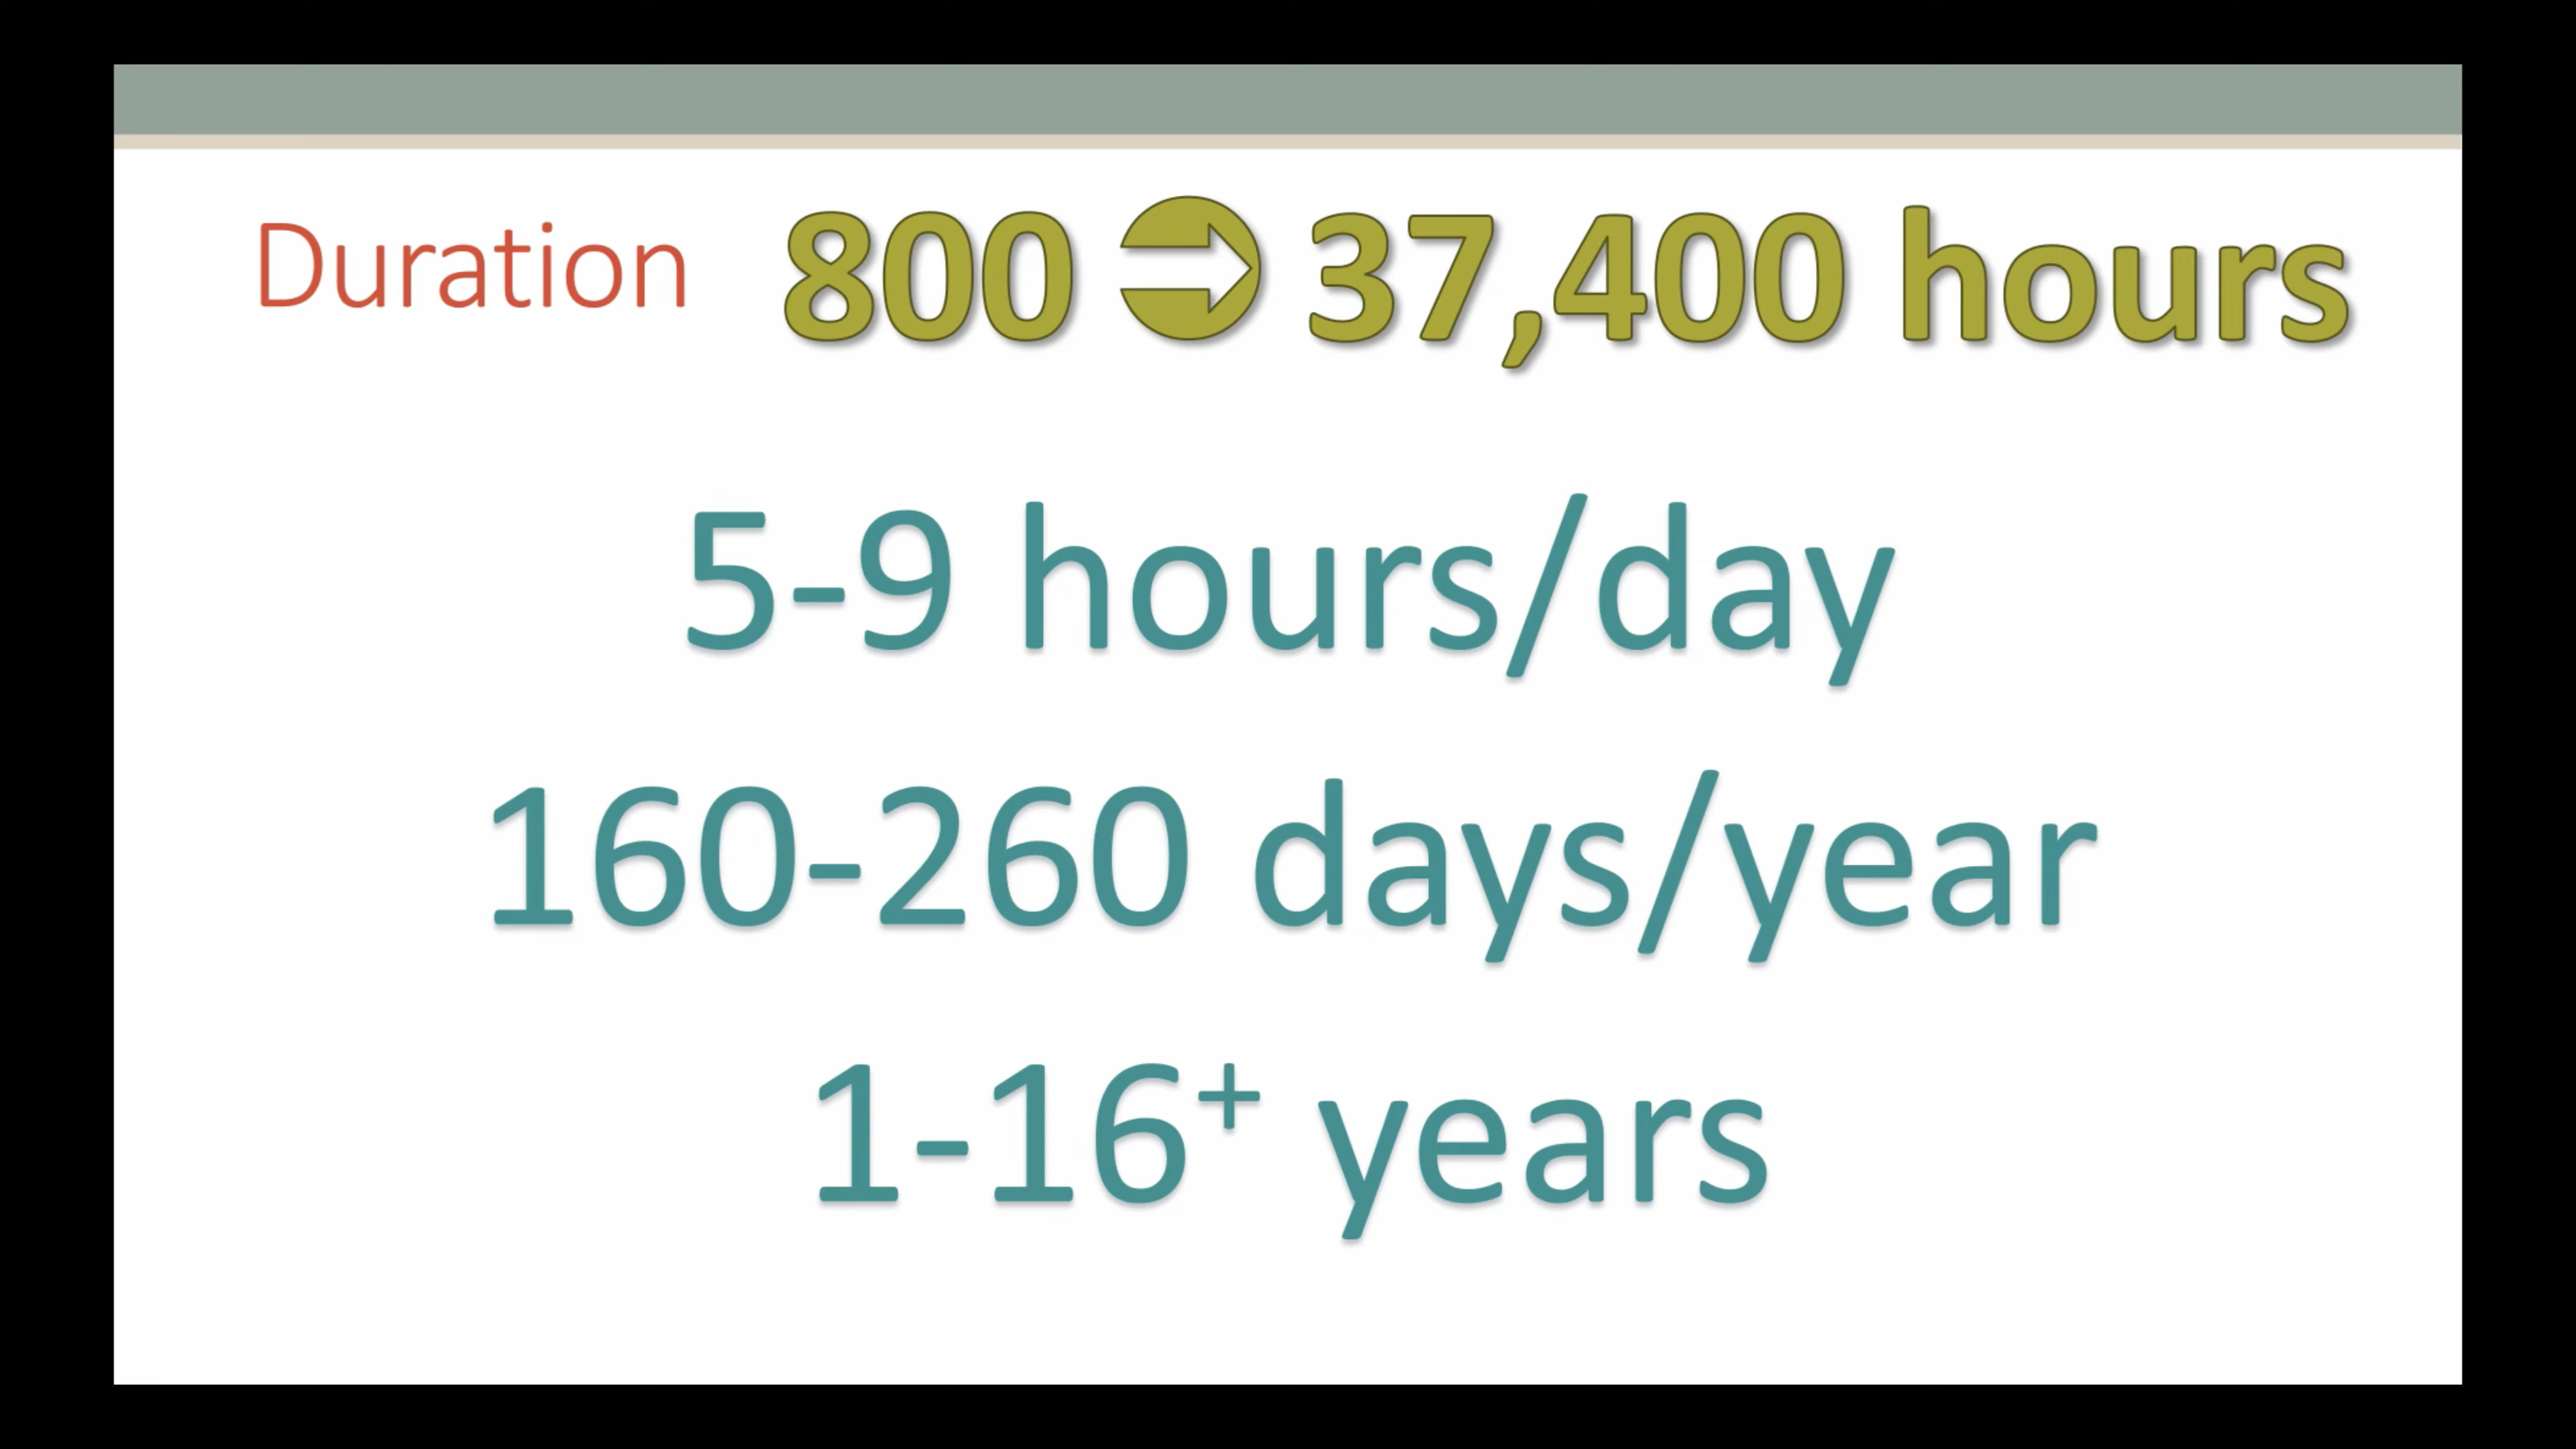 Duration 800 ➲ 37,400 hours
5-9 hours/day
160-260 days/year
1-16⁺ years